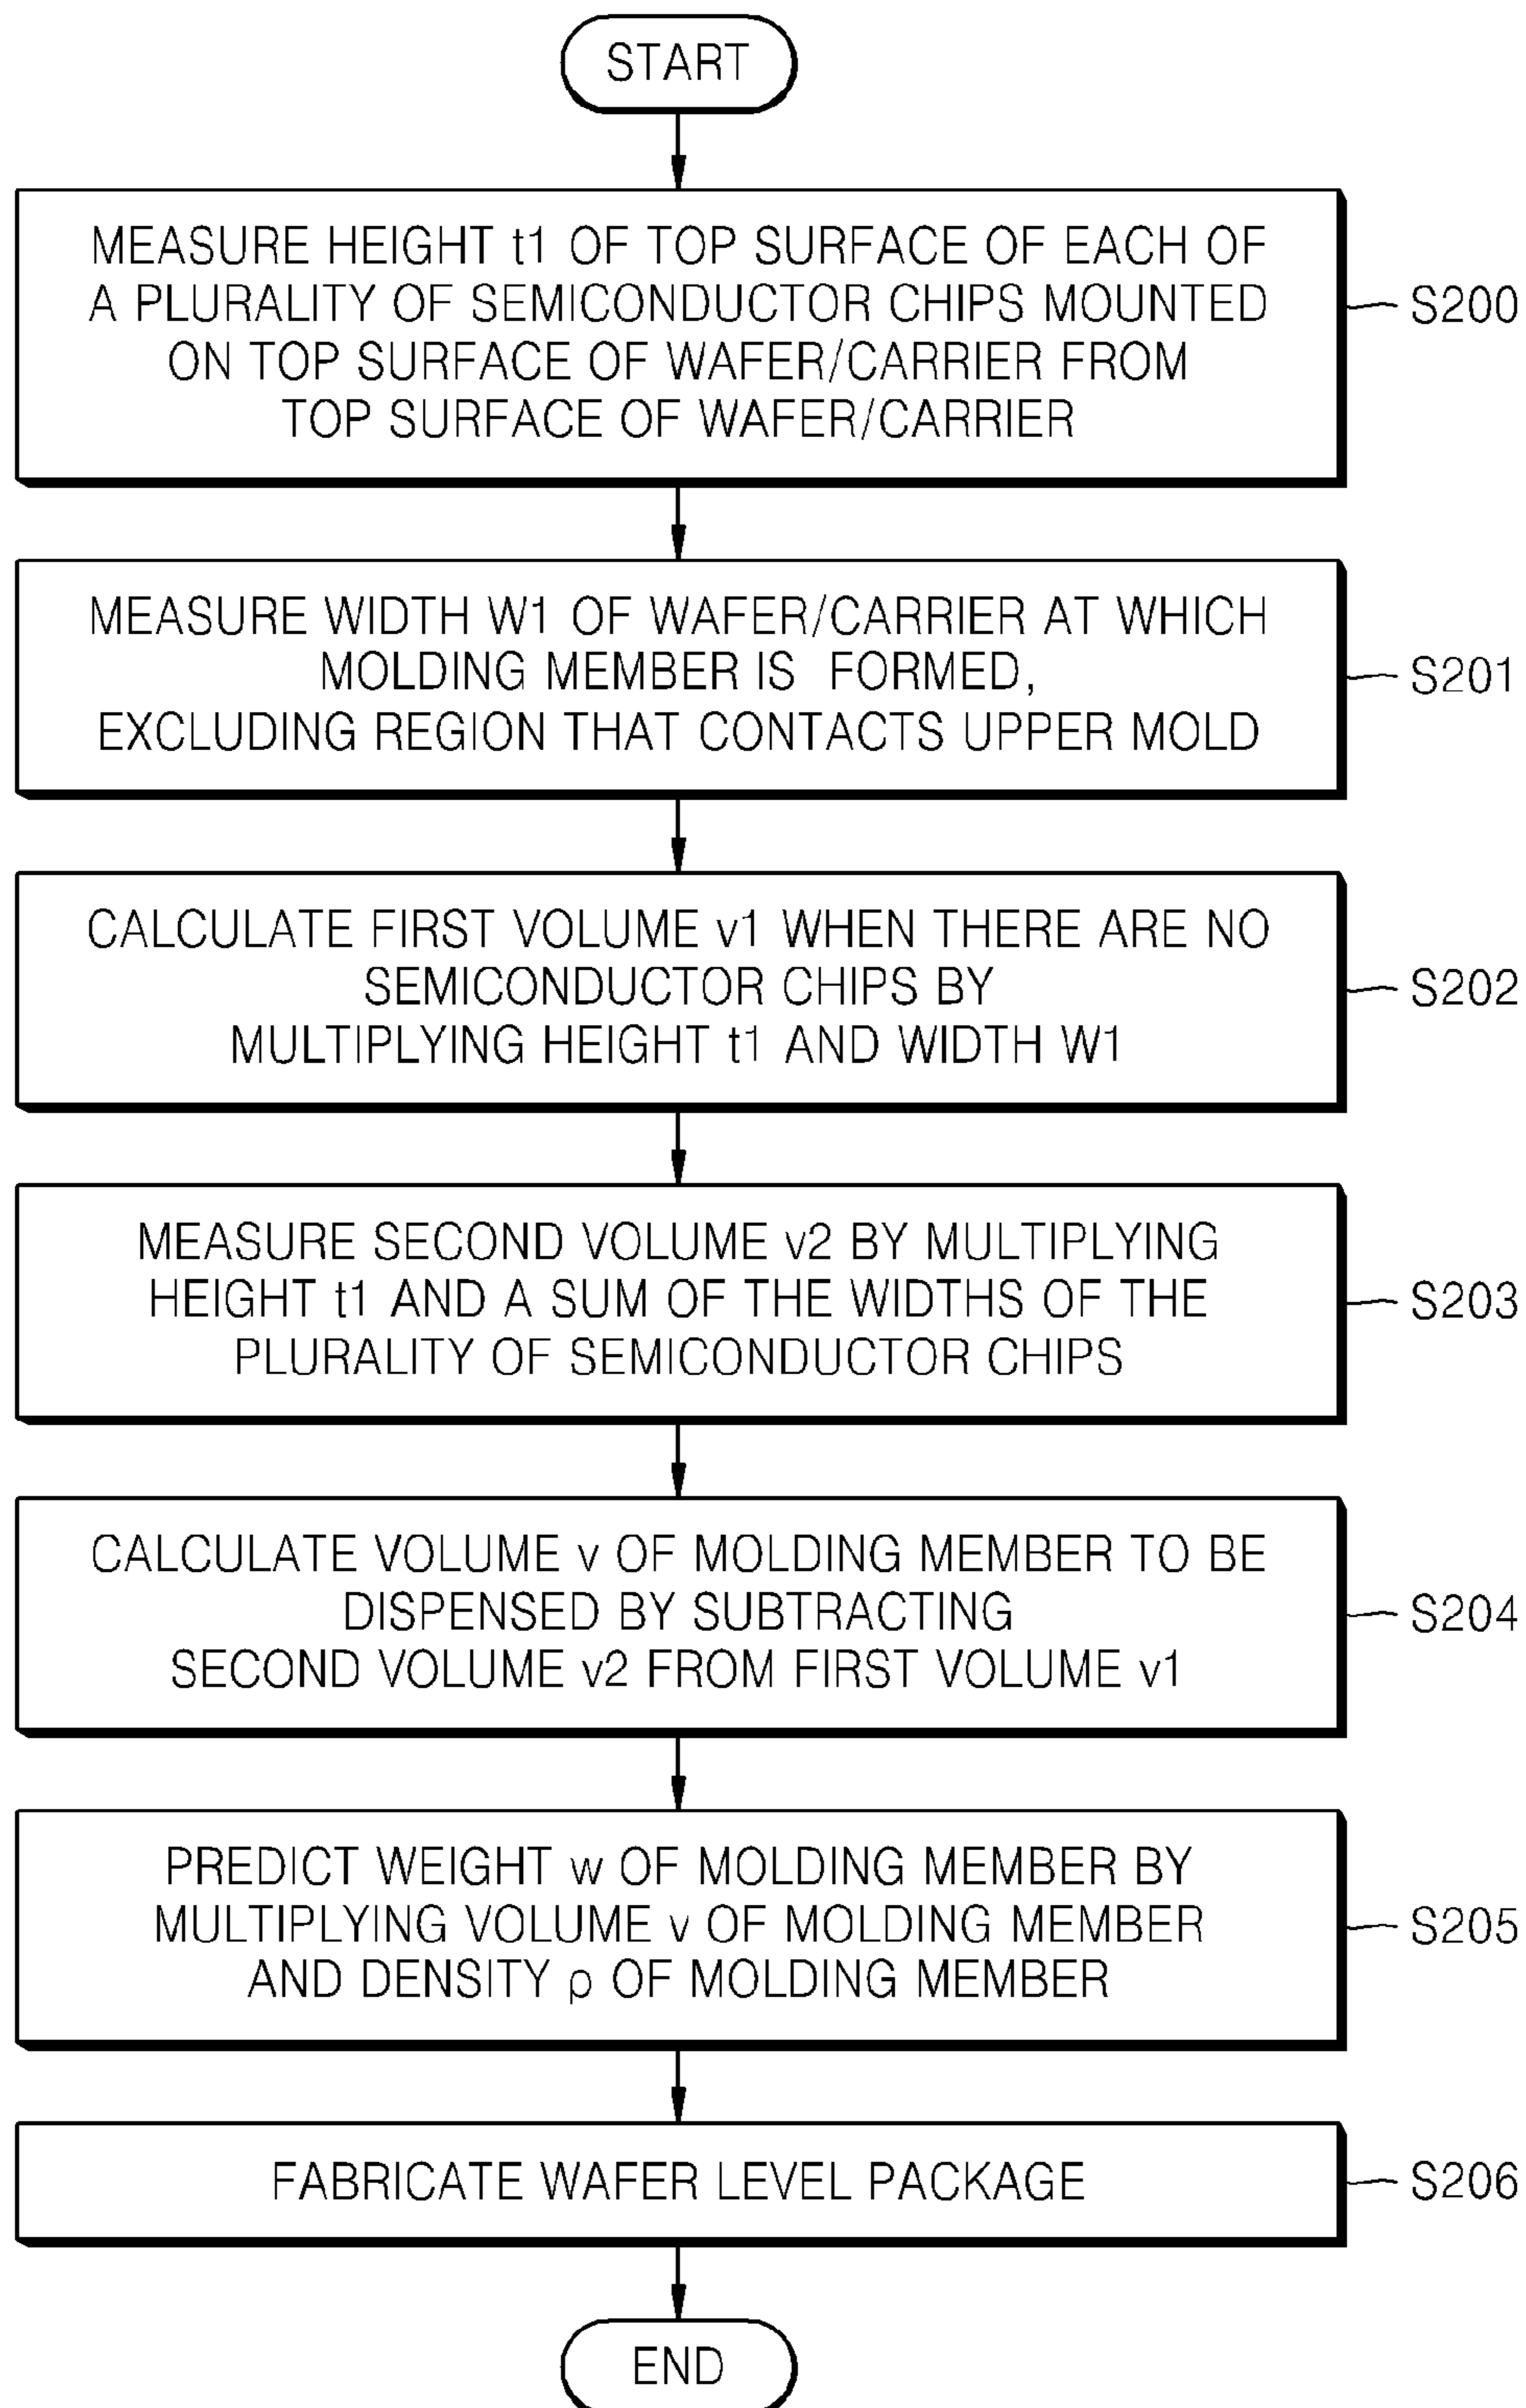 START
MEASURE HEIGHT t1 OF TOP SURFACE OF EACH OF
A PLURALITY OF SEMICONDUCTOR CHIPS MOUNTED
ON TOP SURFACE OF WAFER/CARRIER FROM
TOP SURFACE OF WAFER/CARRIER
S200
MEASURE WIDTH W1 OF WAFER/CARRIER AT WHICH
MOLDING MEMBER IS FORMED,
EXCLUDING REGION THAT CONTACTS UPPER MOLD
S201
CALCULATE FIRST VOLUME v1 WHEN THERE ARE NO
SEMICONDUCTOR CHIPS BY
MULTIPLYING HEIGHT t1 AND WIDTH W1
S202
MEASURE SECOND VOLUME v2 BY MULTIPLYING
HEIGHT t1 AND A SUM OF THE WIDTHS OF THE
PLURALITY OF SEMICONDUCTOR CHIPS
S203
CALCULATE VOLUME v OF MOLDING MEMBER TO BE
DISPENSED BY SUBTRACTING
SECOND VOLUME v2 FROM FIRST VOLUME v1
S204
PREDICT WEIGHT w OF MOLDING MEMBER BY
MULTIPLYING VOLUME v OF MOLDING MEMBER
AND DENSITY ρ OF MOLDING MEMBER
S205
FABRICATE WAFER LEVEL PACKAGE
S206
END